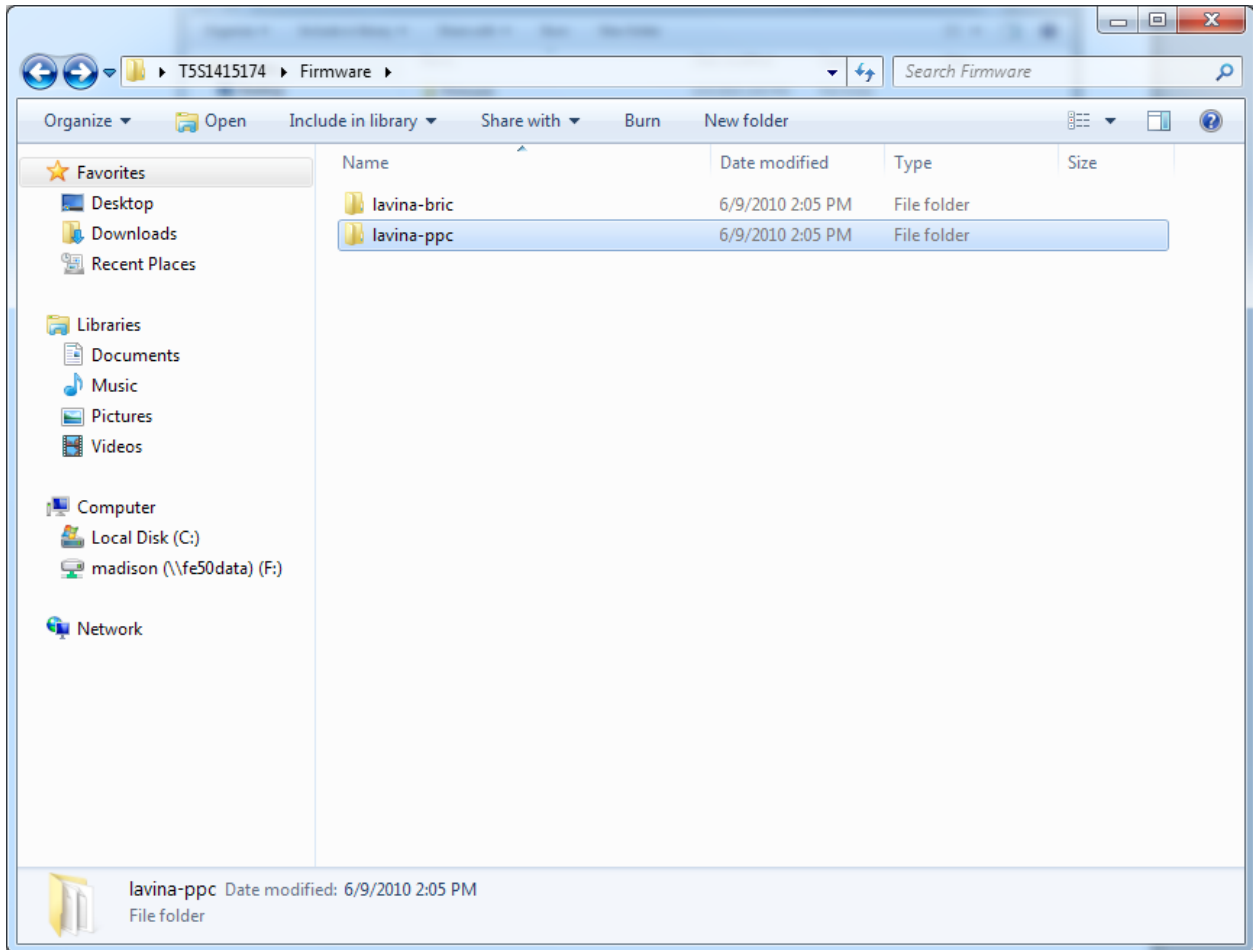 T5S1415174 Firmware Search Firmware
Organize Open Include in library Share with Burn New folder
Favorites
Desktop
Downloads
Recent Places
Libraries
Documents
Music
Pictures
Videos
Computer
Local Disk (C:)
madison (\\fe50data) (F:)
Network
Name Date modified Type Size
lavina-bric 6/9/2010 2:05 PM File folder
lavina-ppc 6/9/2010 2:05 PM File folder
lavina-ppc Date modified: 6/9/2010 2:05 PM
File folder